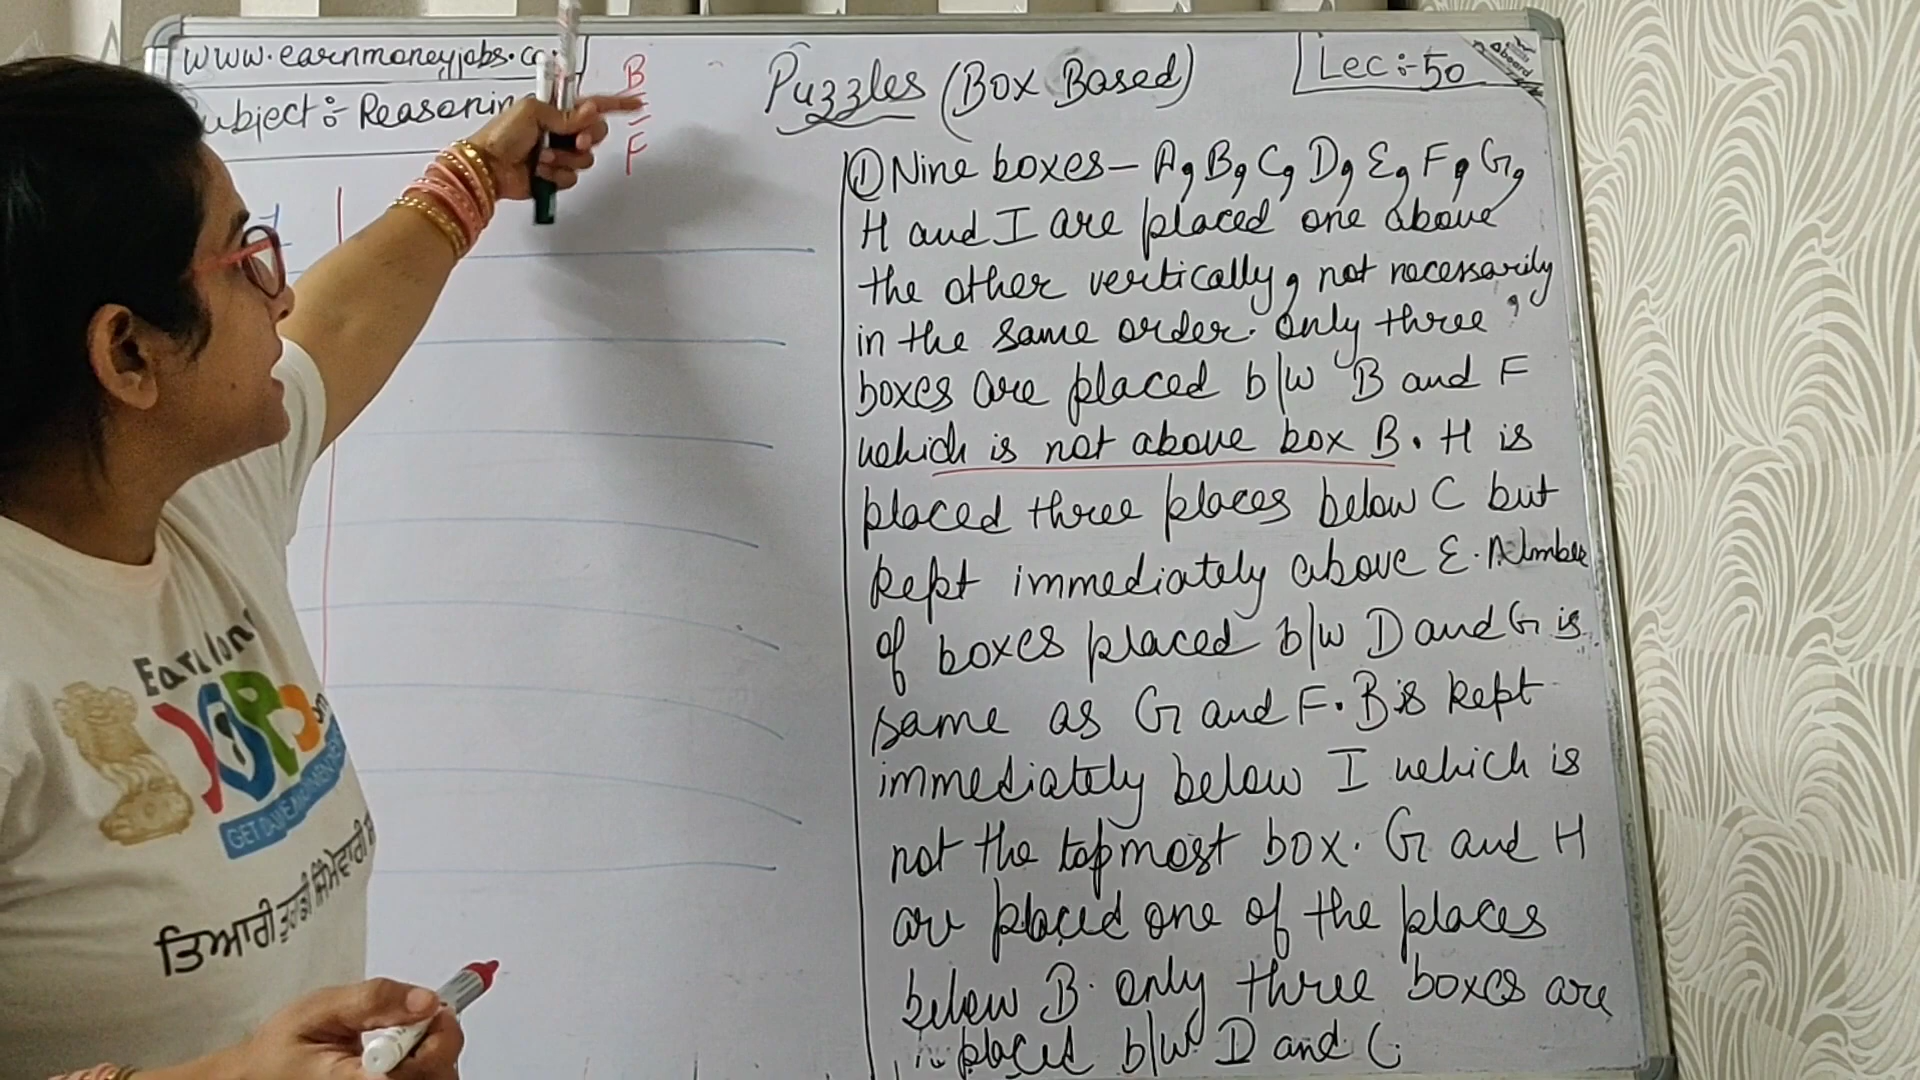 www.earnmoneyjobs.co
Subject:- Reasoning
B
F
Puzzles (Box Based)
Lec:-50
① Nine boxes- A, B, C, D, E, F, G,
H and I are placed one above
the other vertically, not necessarily
in the same order. only three
boxes are placed b/w B and F
which is not above box B. H is
placed three places below C but
kept immediately above E. Number
of boxes placed b/w D and G is
same as G and F. B is kept
immediately below I which is
not the topmost box. G and H
are placed one of the places
below B. only three boxes are
placed b/w D and C
JOBS
GET
ਤਿਆਰੀ ਤੁਹਾਡੀ ਜਿੰਮੇਵਾਰੀ